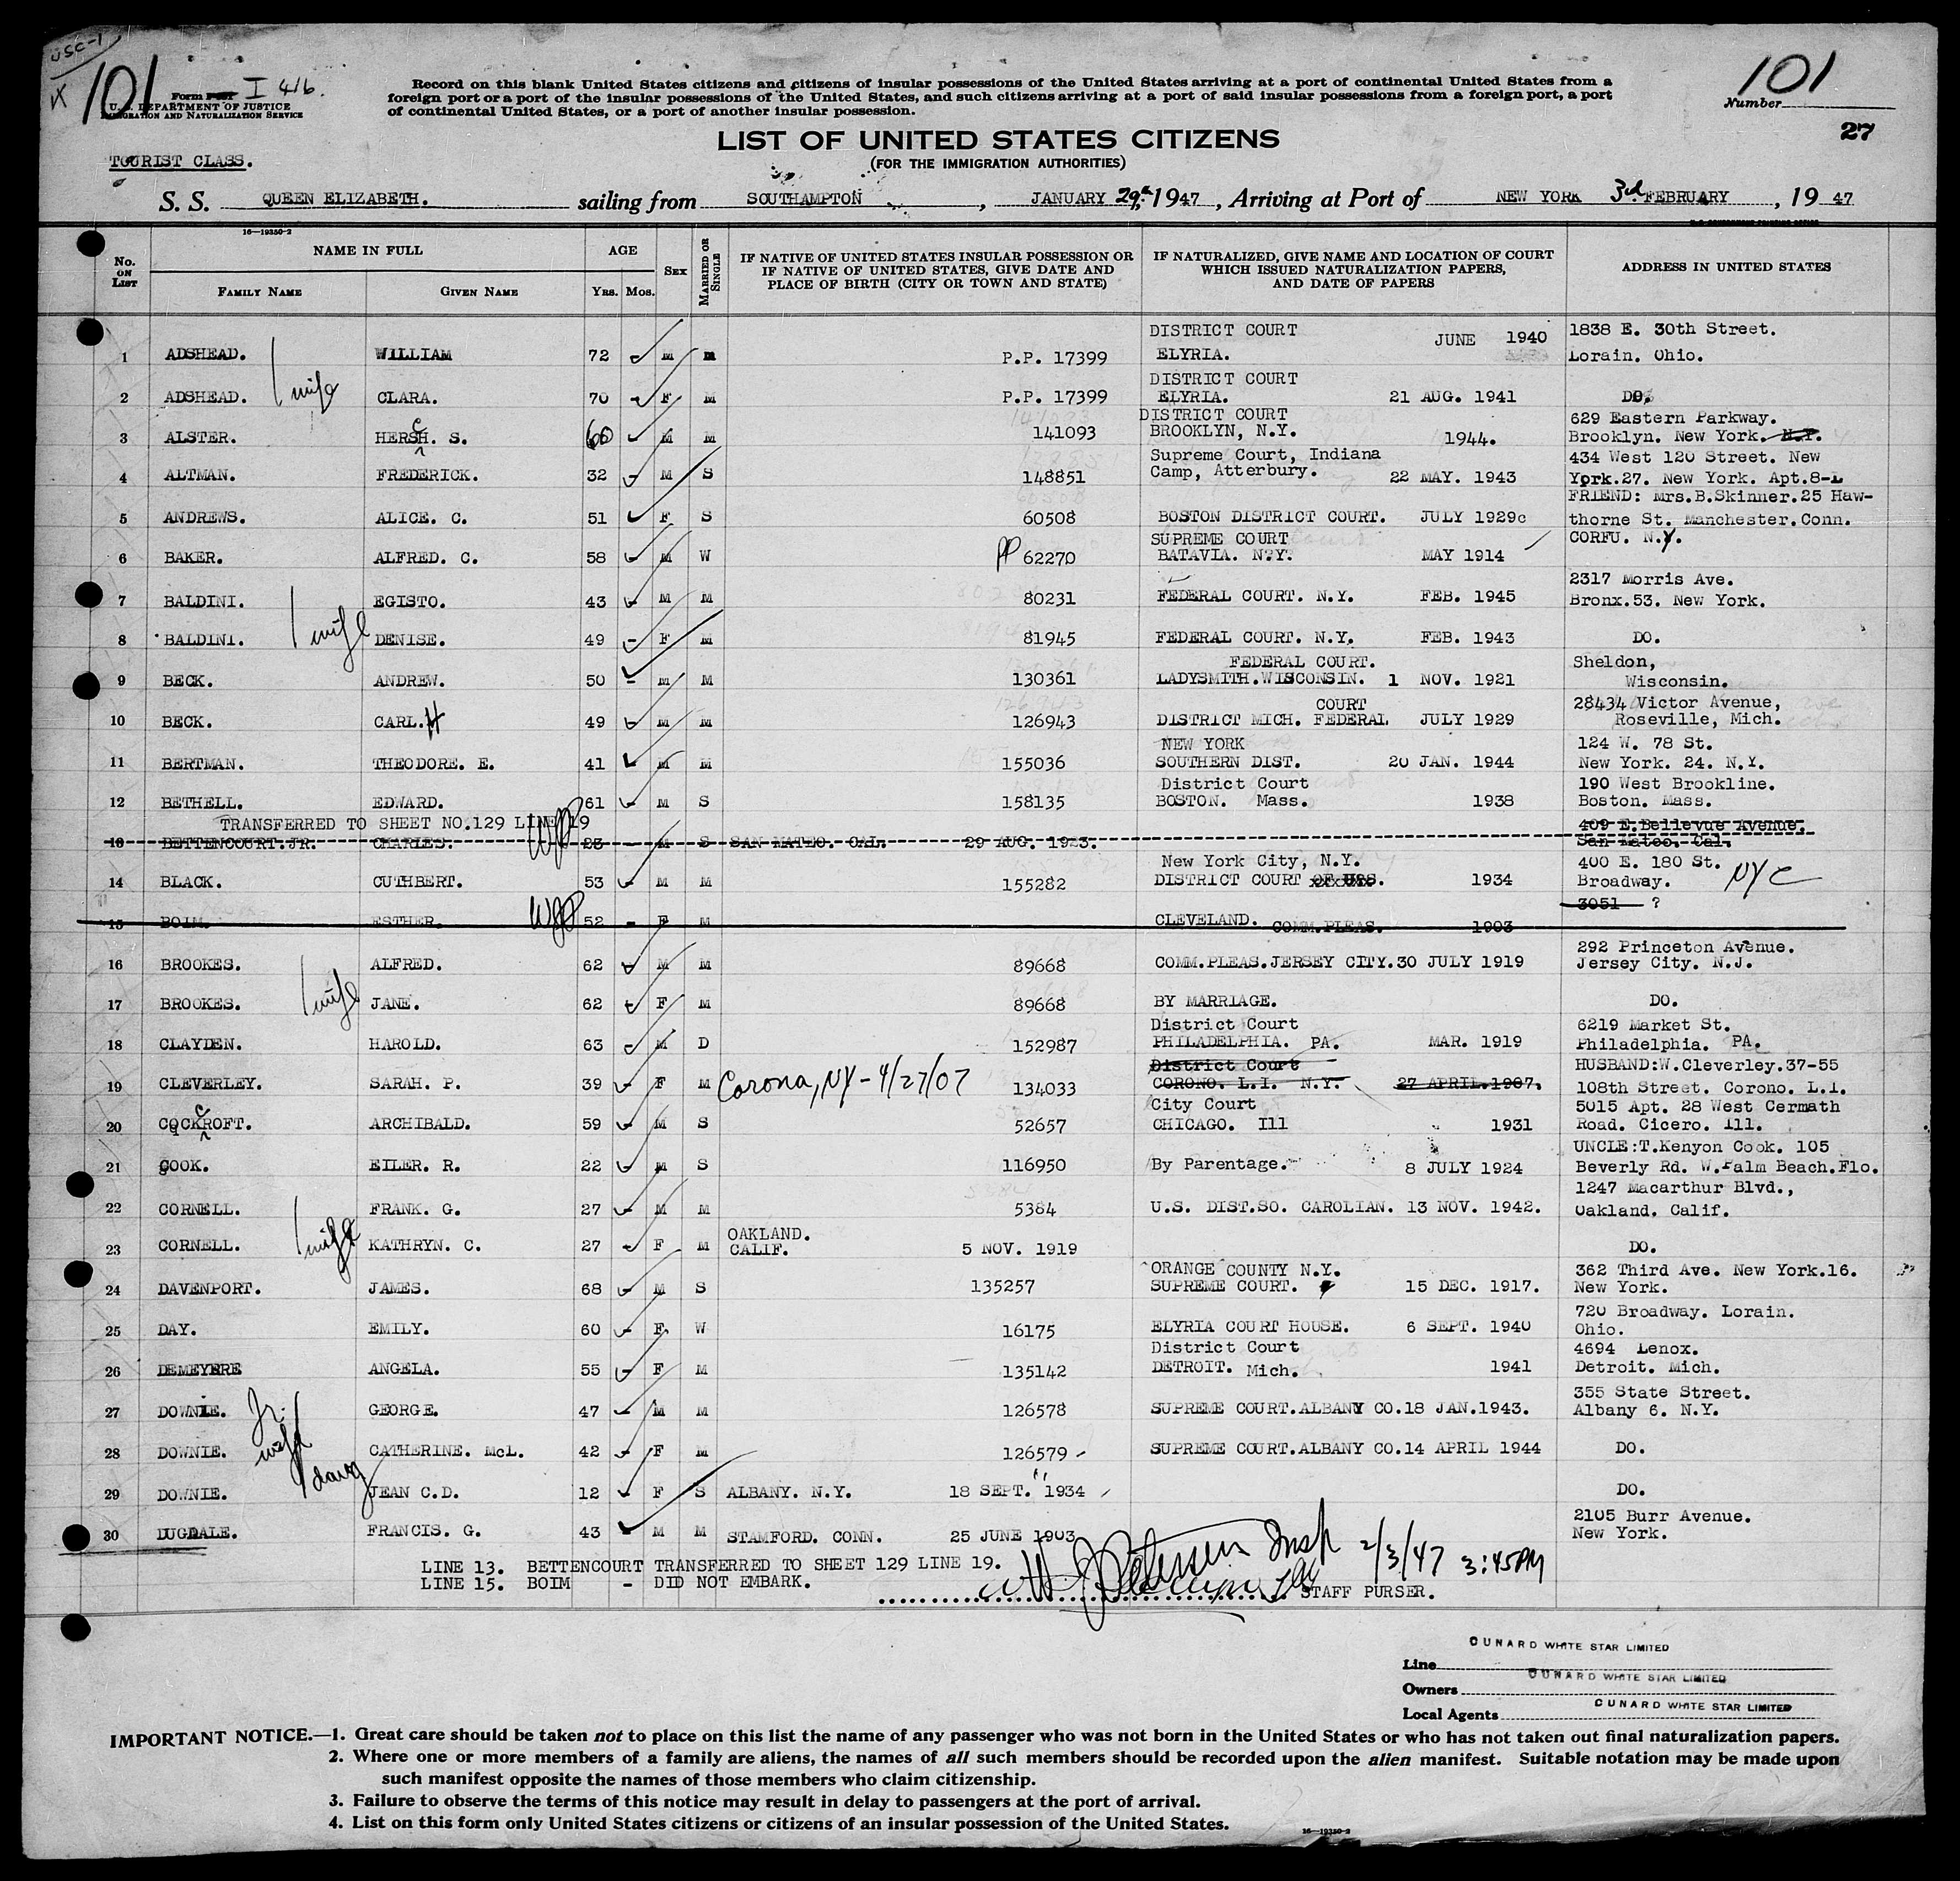 USC-1
X 101
Form I 416.
U. S. DEPARTMENT OF JUSTICE
IMMIGRATION AND NATURALIZATION SERVICE
Record on this blank United States citizens and citizens of insular possessions of the United States arriving at a port of continental United States from a
foreign port or a port of the insular possessions of the United States, and such citizens arriving at a port of said insular possessions from a foreign port, a port
of continental United States, or a port of another insular possession.
101
Number
27
LIST OF UNITED STATES CITIZENS
(FOR THE IMMIGRATION AUTHORITIES)
TOURIST CLASS.
S. S. QUEEN ELIZABETH. sailing from SOUTHAMPTON , JANUARY 29th 1947 , Arriving at Port of NEW YORK 3rd FEBRUARY , 19 47
16—19350-2
No. ON LIST
NAME IN FULL
FAMILY NAME
GIVEN NAME
AGE
YRS. MOS.
SEX
MARRIED OR SINGLE
IF NATIVE OF UNITED STATES INSULAR POSSESSION OR
IF NATIVE OF UNITED STATES, GIVE DATE AND
PLACE OF BIRTH (CITY OR TOWN AND STATE)
IF NATURALIZED, GIVE NAME AND LOCATION OF COURT
WHICH ISSUED NATURALIZATION PAPERS,
AND DATE OF PAPERS
ADDRESS IN UNITED STATES
DISTRICT COURT JUNE 1940 1838 E. 30th Street.
1 ADSHEAD. WILLIAM 72 - M M P.P. 17399 ELYRIA. Lorain. Ohio.
DISTRICT COURT
2 ADSHEAD. wife CLARA. 70 - F M P.P. 17399 ELYRIA. 21 AUG. 1941 DO.
DISTRICT COURT 629 Eastern Parkway.
3 ALSTER. HERSCH. S. 60 - M M 141093 BROOKLYN, N.Y. 1944. Brooklyn. New York. N.Y.
Supreme Court, Indiana 434 West 120 Street. New
4 ALTMAN. FREDERICK. 32 - M S 148851 Camp, Atterbury. 22 MAY. 1943 York.27. New York. Apt.8-L
FRIEND: Mrs.B.Skinner.25 Haw-
5 ANDREWS. ALICE. C. 51 - F S 60508 BOSTON DISTRICT COURT. JULY 1929c thorne St. Manchester.Conn.
SUPREME COURT CORFU. N.Y.
6 BAKER. ALFRED. C. 58 - M W PP 62270 BATAVIA. N.Y. MAY 1914
2317 Morris Ave.
7 BALDINI. EGISTO. 43 - M M 80231 FEDERAL COURT. N.Y. FEB. 1945 Bronx.53. New York.
8 BALDINI. wife DENISE. 49 - F M 81945 FEDERAL COURT. N.Y. FEB. 1943 DO.
FEDERAL COURT. Sheldon,
9 BECK. ANDREW. 50 - M M 130361 LADYSMITH.WISCONSIN. 1 NOV. 1921 Wisconsin.
COURT 28434 Victor Avenue,
10 BECK. CARL. H 49 - M M 126943 DISTRICT MICH. FEDERAL JULY 1929 Roseville, Mich.
NEW YORK 124 W. 78 St.
11 BERTMAN. THEODORE. E. 41 - M M 155036 SOUTHERN DIST. 20 JAN. 1944 New York. 24. N.Y.
District Court 190 West Brookline.
12 BETHELL. EDWARD. 61 - M S 158135 BOSTON. Mass. 1938 Boston. Mass.
TRANSFERRED TO SHEET NO.129 LINE 19 409 E.Bellevue Avenue.
13 BETTENCOURT.JR. CHARLES. 23 - M S SAN MATEO. CAL. 29 AUG. 1923. San Mateo. Cal.
New York City, N.Y. 400 E. 180 St.
14 BLACK. CUTHBERT. 53 - M M 155282 DISTRICT COURT OF U.S. 1934 Broadway. NYC
3051 ?
15 BOIM. ESTHER. 52 - F M CLEVELAND. COMM.PLEAS. 1903
292 Princeton Avenue.
16 BROOKES. ALFRED. 62 - M M 89668 COMM.PLEAS.JERSEY CITY.30 JULY 1919 Jersey City. N.J.
17 BROOKES. wife JANE. 62 - F M 89668 BY MARRIAGE. DO.
District Court 6219 Market St.
18 CLAYDEN. HAROLD. 63 - M D 152987 PHILADELPHIA. PA. MAR. 1919 Philadelphia. PA.
District Court HUSBAND:W.Cleverley.37-55
19 CLEVERLEY. SARAH. P. 39 - F M Corona, NY - 4/27/07 134033 CORONO. L.I. N.Y. 27 APRIL.1907. 108th Street. Corono. L.I.
City Court 5015 Apt. 28 West Cermath
20 COCKCROFT. ARCHIBALD. 59 - M S 52657 CHICAGO. Ill 1931 Road. Cicero. Ill.
UNCLE:T.Kenyon Cook. 105
21 COOK. EILER. R. 22 - M S 116950 By Parentage. 8 JULY 1924 Beverly Rd. W.Palm Beach.Flo.
1247 Macarthur Blvd.,
22 CORNELL. FRANK. G. 27 - M M 5384 U.S. DIST.SO. CAROLIAN. 13 NOV. 1942. Oakland. Calif.
OAKLAND.
23 CORNELL. wife KATHRYN. C. 27 - F M CALIF. 5 NOV. 1919 DO.
ORANGE COUNTY N.Y. 362 Third Ave. New York.16.
24 DAVENPORT. JAMES. 68 - M S 135257 SUPREME COURT. 15 DEC. 1917. New York.
720 Broadway. Lorain.
25 DAY. EMILY. 60 - F W 16175 ELYRIA COURT HOUSE. 6 SEPT. 1940 Ohio.
District Court 4694 Lenox.
26 DEMEYERE ANGELA. 55 - F M 135142 DETROIT. Mich. 1941 Detroit. Mich.
355 State Street.
27 DOWNIE. Jr. GEORGE. 47 - M M 126578 SUPREME COURT.ALBANY CO.18 JAN.1943. Albany 6. N.Y.
28 DOWNIE. wife CATHERINE. McL. 42 - F M 126579 SUPREME COURT.ALBANY CO.14 APRIL 1944 DO.
29 DOWNIE. daug JEAN C.D. 12 F S ALBANY. N.Y. 18 SEPT. 1934 DO.
2105 Burr Avenue.
30 DUGDALE. FRANCIS. G. 43 M M STAMFORD. CONN. 25 JUNE 1903 New York.
LINE 13. BETTENCOURT TRANSFERRED TO SHEET 129 LINE 19.
LINE 15. BOIM - DID NOT EMBARK.
Insp 2/3/47 3:45PM
STAFF PURSER.
Line CUNARD WHITE STAR LIMITED
Owners CUNARD WHITE STAR LIMITED
Local Agents CUNARD WHITE STAR LIMITED
IMPORTANT NOTICE.—1. Great care should be taken not to place on this list the name of any passenger who was not born in the United States or who has not taken out final naturalization papers.
2. Where one or more members of a family are aliens, the names of all such members should be recorded upon the alien manifest. Suitable notation may be made upon
such manifest opposite the names of those members who claim citizenship.
3. Failure to observe the terms of this notice may result in delay to passengers at the port of arrival.
4. List on this form only United States citizens or citizens of an insular possession of the United States.
16—19350-2